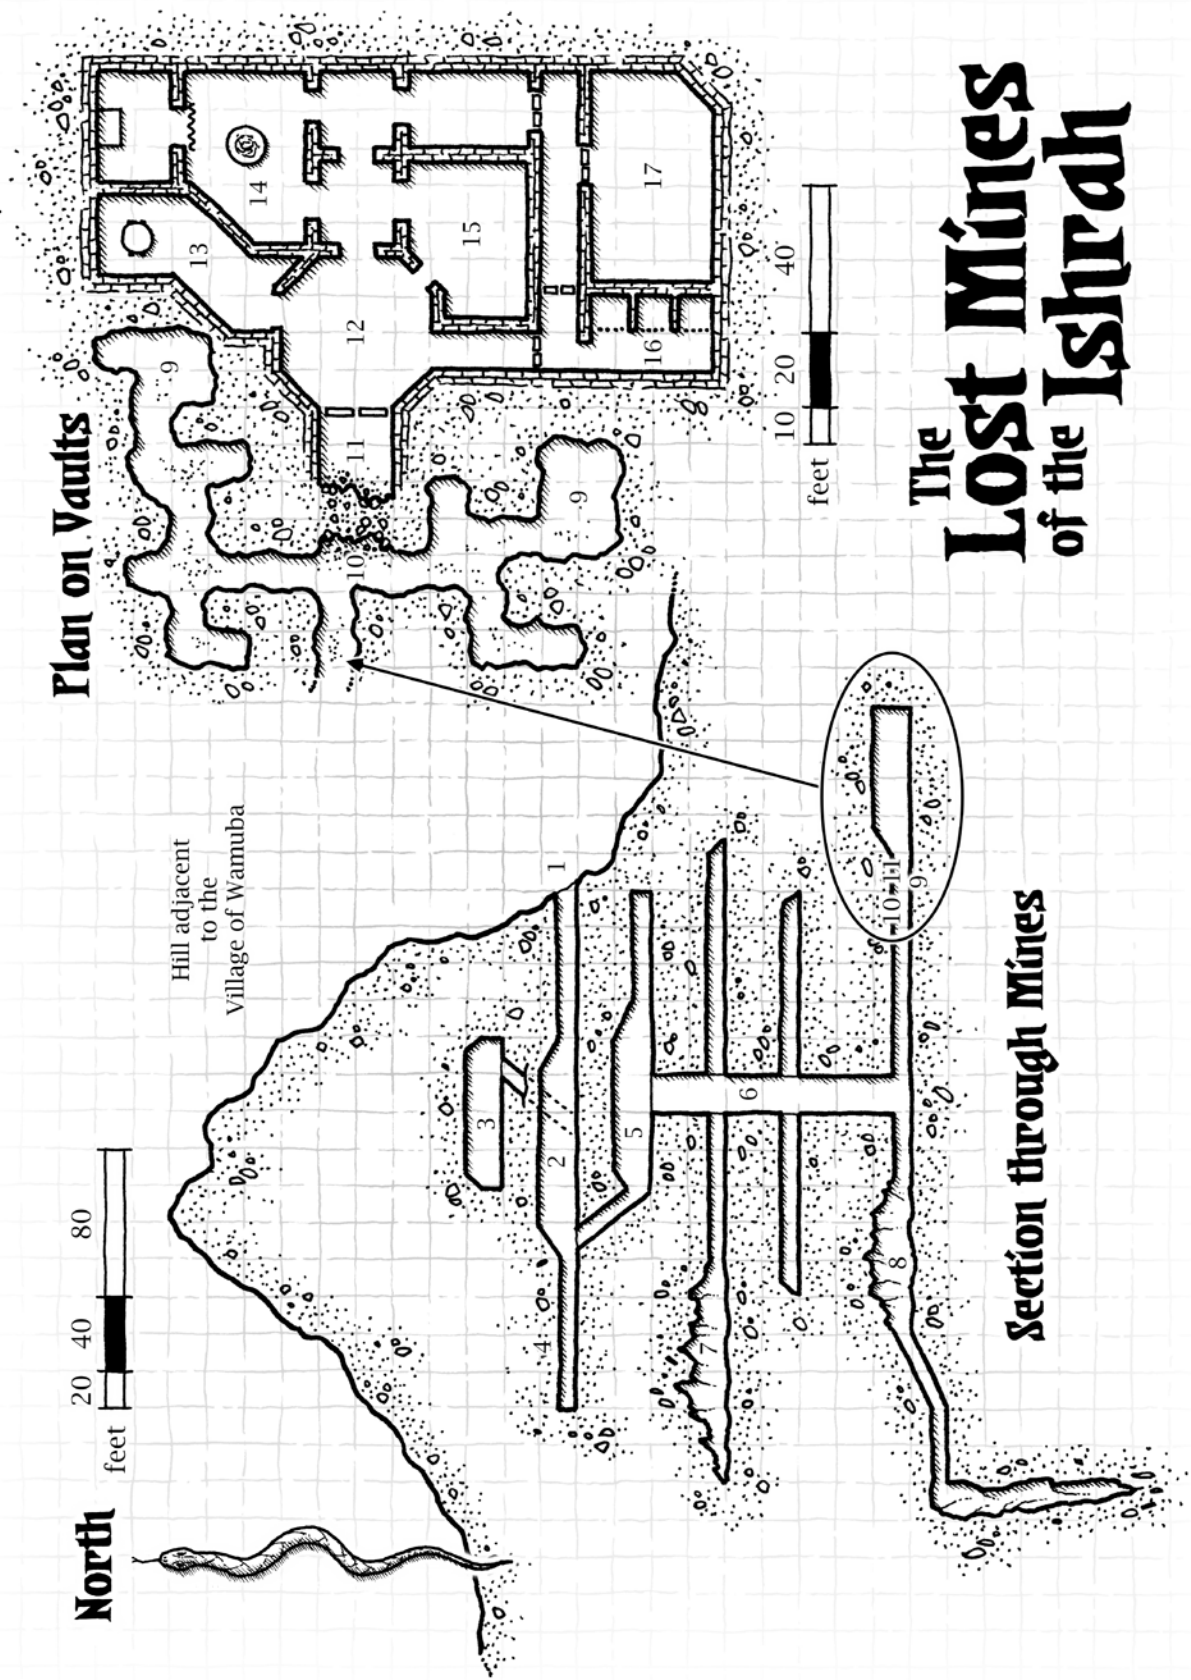 North
feet
20
40
80
Hill adjacent
to the
Village of Wamuba
Plan on Vaults
9
13
14
12
11
10
15
9
16
17
feet
10
20
40
1
2
3
4
5
6
7
8
9
10–11
Section through Mines
The
Lost Mines
of the Ishrah